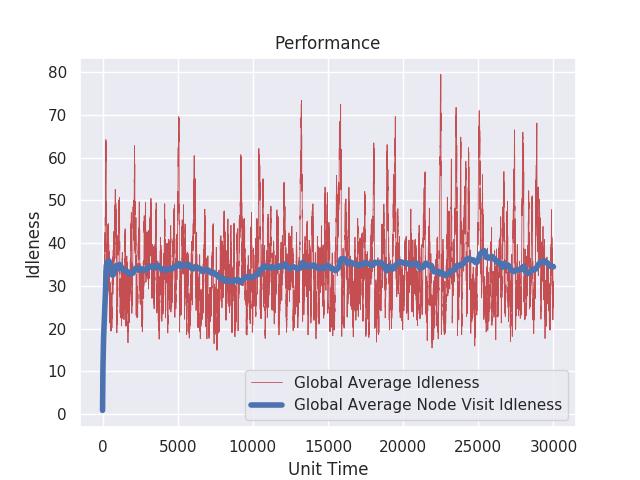 Performance
Idleness
80
70
60
50
40
30
20
10
0
Global Average Idleness
Global Average Node Visit Idleness
0 5000 10000 15000 20000 25000 30000
Unit Time